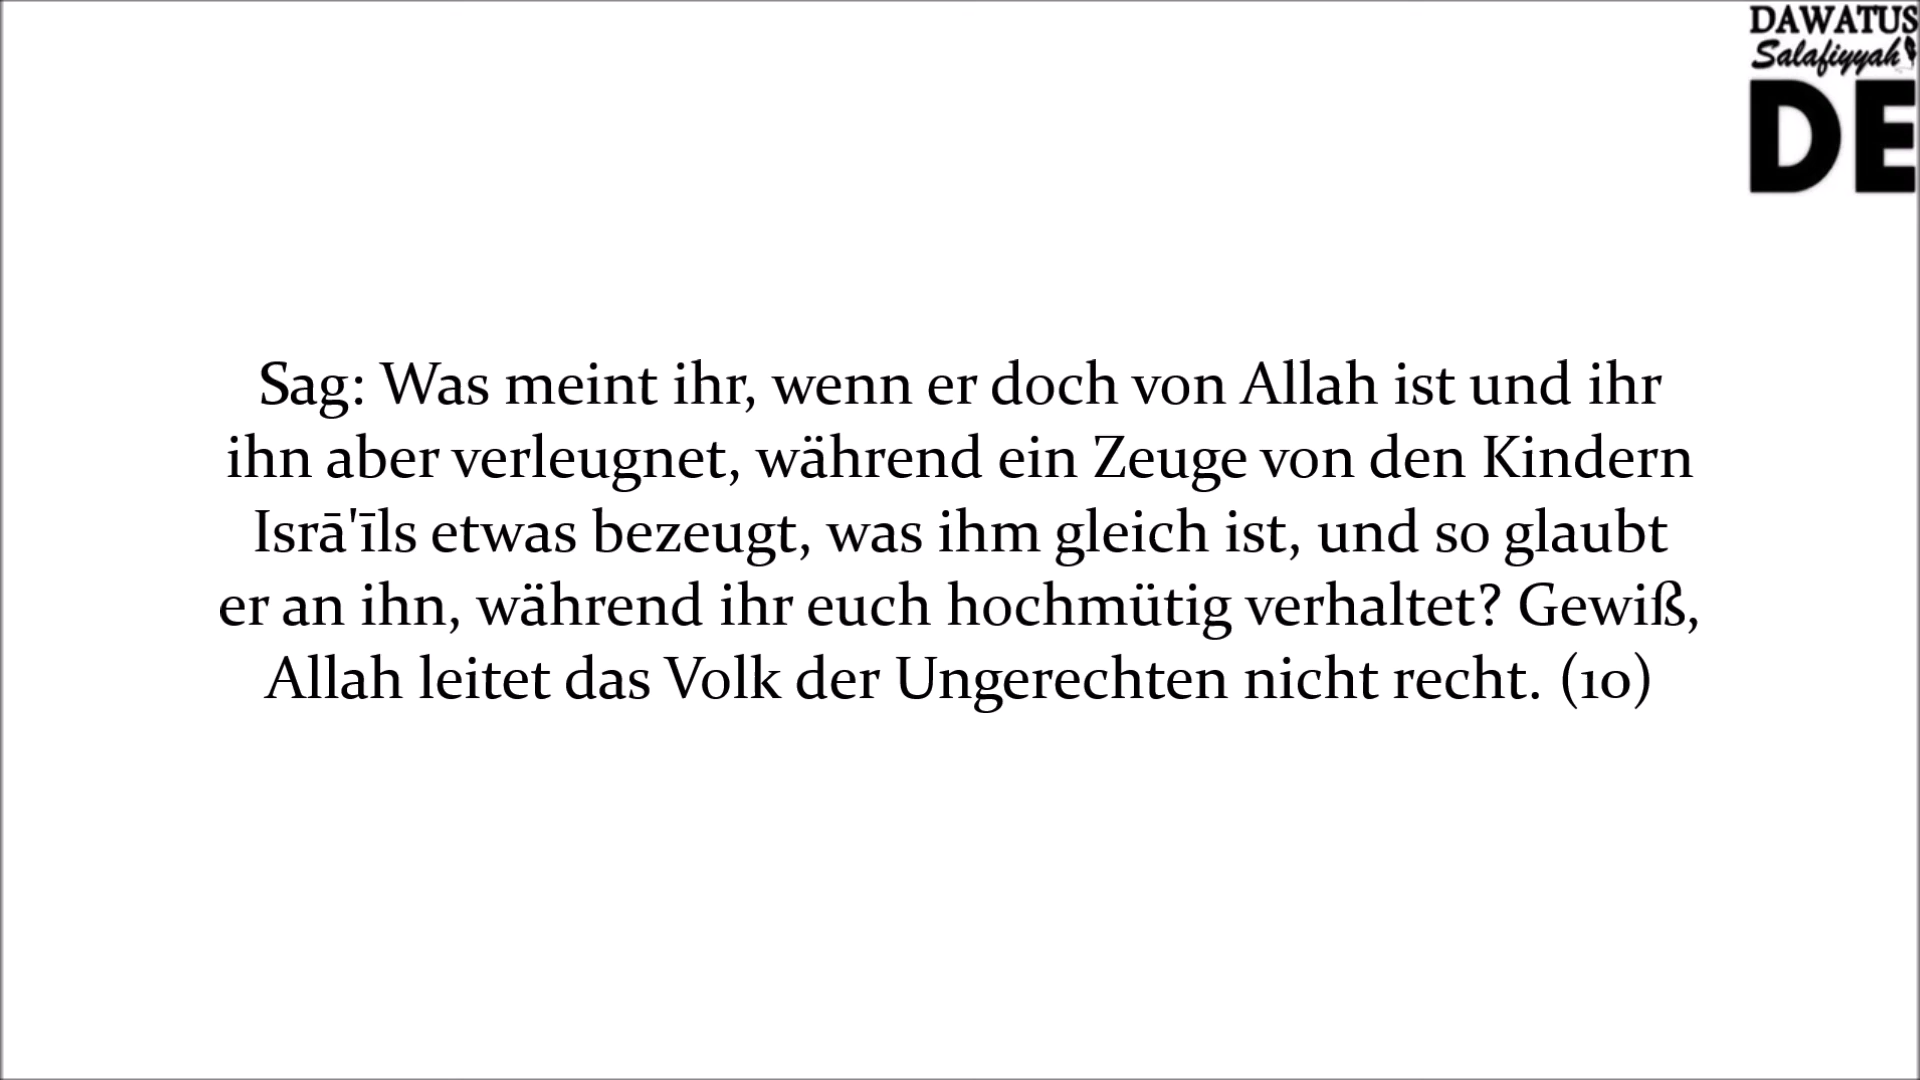 DAWATUS
Salafiyyah
DE
Sag: Was meint ihr, wenn er doch von Allah ist und ihr
ihn aber verleugnet, während ein Zeuge von den Kindern
Isrā'īls etwas bezeugt, was ihm gleich ist, und so glaubt
er an ihn, während ihr euch hochmütig verhaltet? Gewiß,
Allah leitet das Volk der Ungerechten nicht recht. (10)